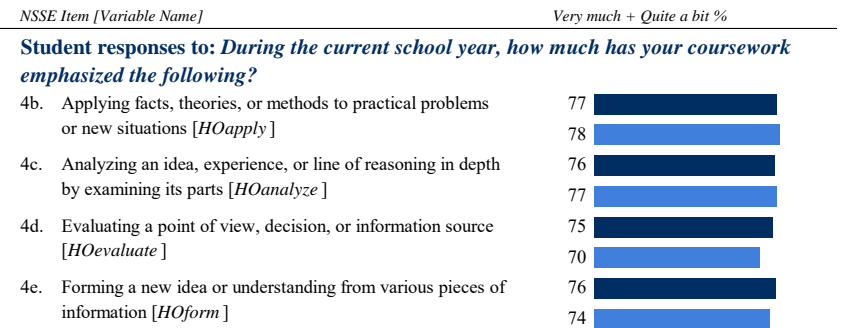 NSSE Item [Variable Name] Very much + Quite a bit %
Student responses to: During the current school year, how much has your coursework
emphasized the following?
4b. Applying facts, theories, or methods to practical problems 77
or new situations [HOapply ] 78
4c. Analyzing an idea, experience, or line of reasoning in depth 76
by examining its parts [HOanalyze ] 77
4d. Evaluating a point of view, decision, or information source 75
[HOevaluate ] 70
4e. Forming a new idea or understanding from various pieces of 76
information [HOform ] 74